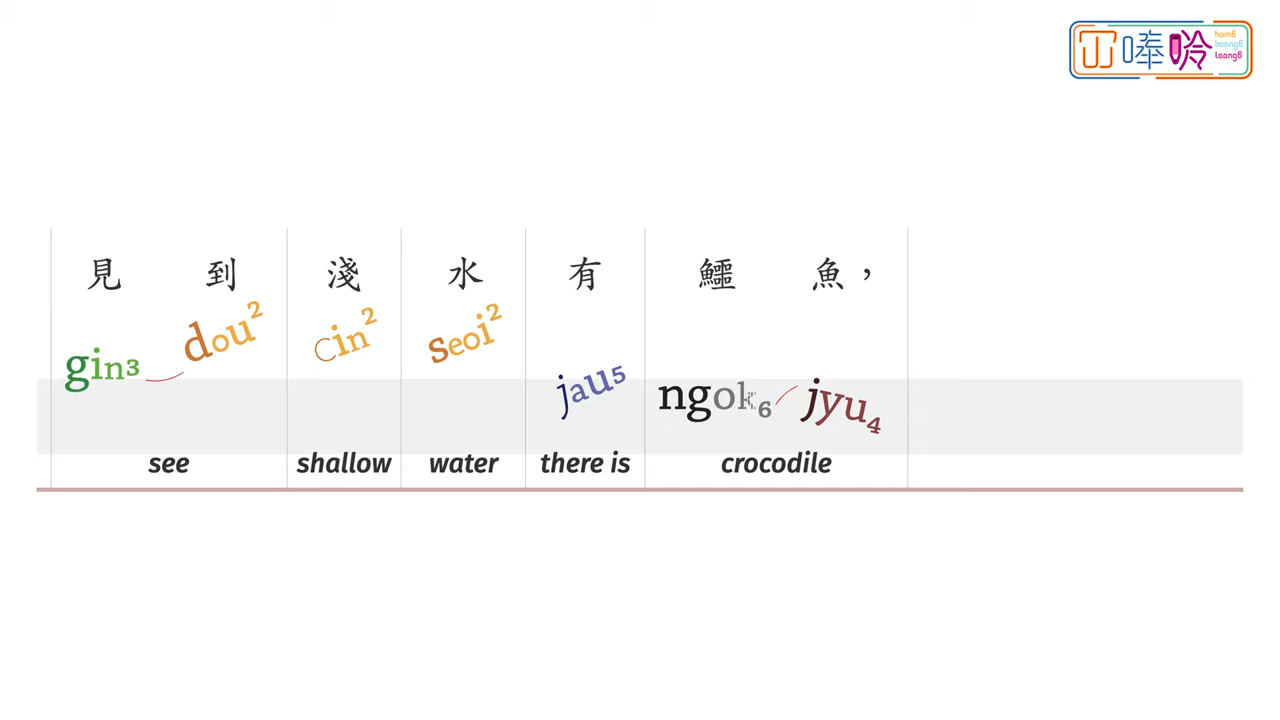 冚唪唥
ham6
baang6
laang6
見到 淺 水 有 鱷魚，
gin3 dou2 cin2 seoi2 jau5 ngok6 jyu4
see shallow water there is crocodile